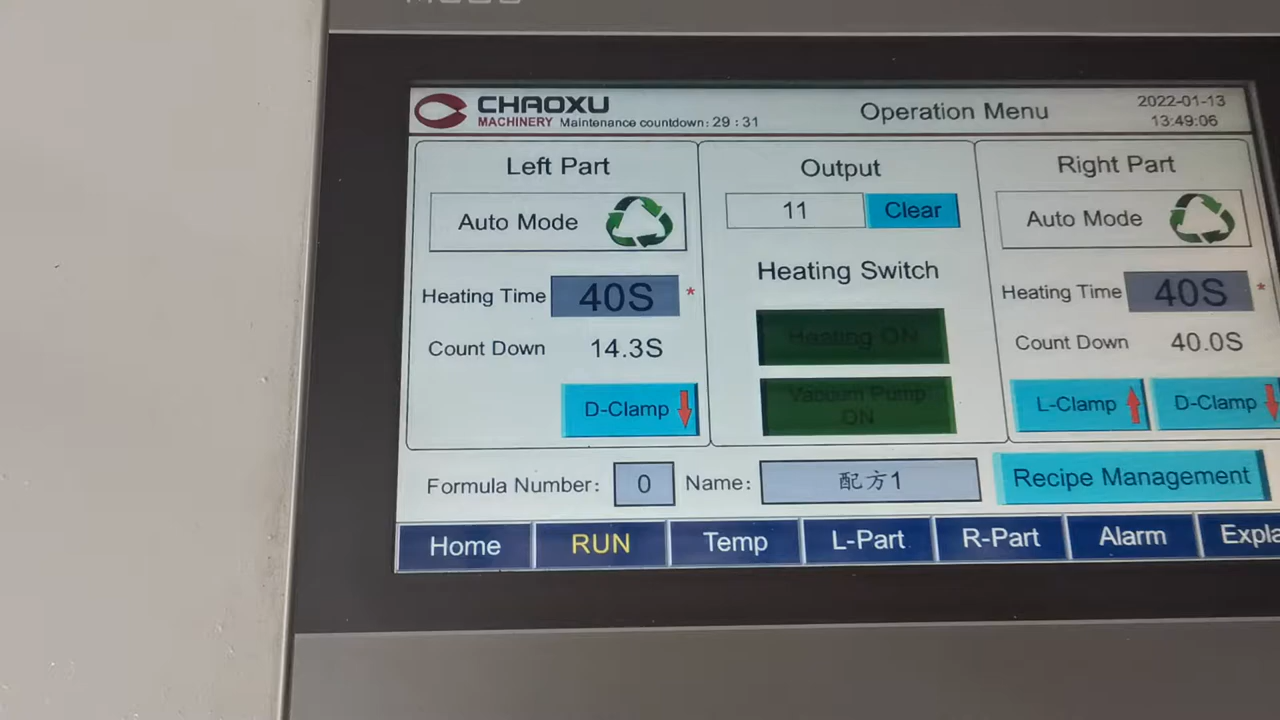 CHAOXU
MACHINERY
Maintenance countdown: 29 : 31
Operation Menu
2022-01-13
13:49:06
Left Part
Auto Mode
Heating Time 40S *
Count Down 14.3S
D-Clamp
Output
11 Clear
Heating Switch
Heating ON
Vacuum Pump
ON
Right Part
Auto Mode
Heating Time 40S *
Count Down 40.0S
L-Clamp D-Clamp
Formula Number: 0 Name: 配方1 Recipe Management
Home RUN Temp L-Part R-Part Alarm Expla